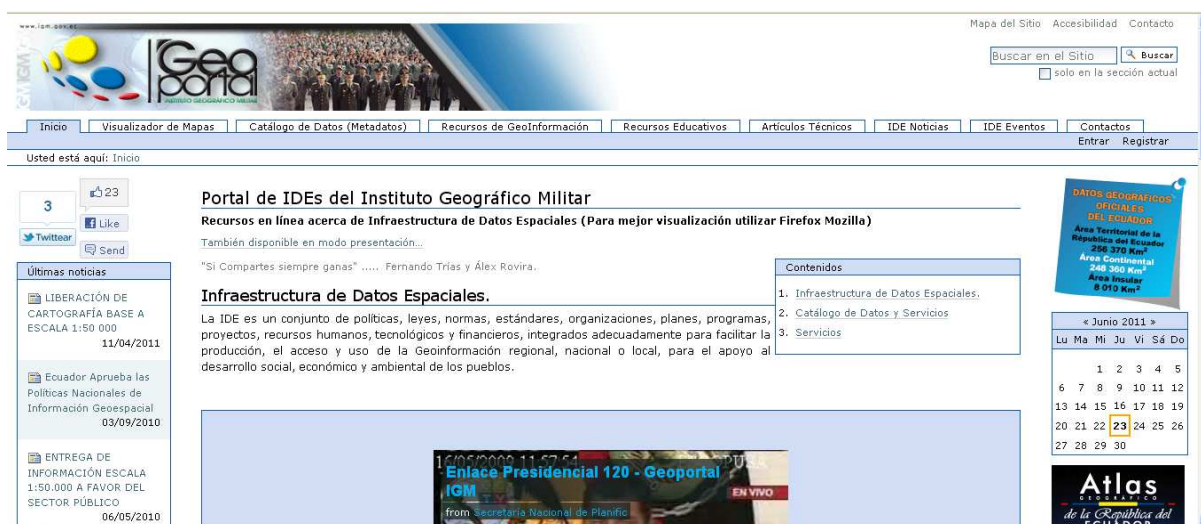 www.igm.gov.ec
IGM
Geo
portal
INSTITUTO GEOGRÁFICO MILITAR
Mapa del Sitio Accesibilidad Contacto
Buscar en el Sitio Buscar
solo en la sección actual
Inicio Visualizador de Mapas Catálogo de Datos (Metadatos) Recursos de GeoInformación Recursos Educativos Artículos Técnicos IDE Noticias IDE Eventos Contactos
Entrar Registrar
Usted está aquí: Inicio
3
Twittear
23
Like
Send
Últimas noticias
LIBERACIÓN DE
CARTOGRAFÍA BASE A
ESCALA 1:50 000
11/04/2011
Ecuador Aprueba las
Políticas Nacionales de
Información Geoespacial
03/09/2010
ENTREGA DE
INFORMACIÓN ESCALA
1:50.000 A FAVOR DEL
SECTOR PÚBLICO
06/05/2010
Portal de IDEs del Instituto Geográfico Militar
Recursos en línea acerca de Infraestructura de Datos Espaciales (Para mejor visualización utilizar Firefox Mozilla)
También disponible en modo presentación...
"Si Compartes siempre ganas" ..... Fernando Trías y Álex Rovira.
Infraestructura de Datos Espaciales.
La IDE es un conjunto de políticas, leyes, normas, estándares, organizaciones, planes, programas,
proyectos, recursos humanos, tecnológicos y financieros, integrados adecuadamente para facilitar la
producción, el acceso y uso de la Geoinformación regional, nacional o local, para el apoyo al
desarrollo social, económico y ambiental de los pueblos.
Contenidos
1. Infraestructura de Datos Espaciales.
2. Catálogo de Datos y Servicios
3. Servicios
16/05/2009 11:57:54
Enlace Presidencial 120 - Geoportal
IGM
EN VIVO
from Secretaría Nacional de Planific
DATOS GEOGRÁFICOS
OFICIALES
DEL ECUADOR
Área Territorial de la
República del Ecuador
256 370 Km²
Área Continental
248 360 Km²
Área Insular
8 010 Km²
« Junio 2011 »
Lu Ma Mi Ju Vi Sá Do
1 2 3 4 5
6 7 8 9 10 11 12
13 14 15 16 17 18 19
20 21 22 23 24 25 26
27 28 29 30
Atlas
GEOGRÁFICO
de la República del
ECUADOR